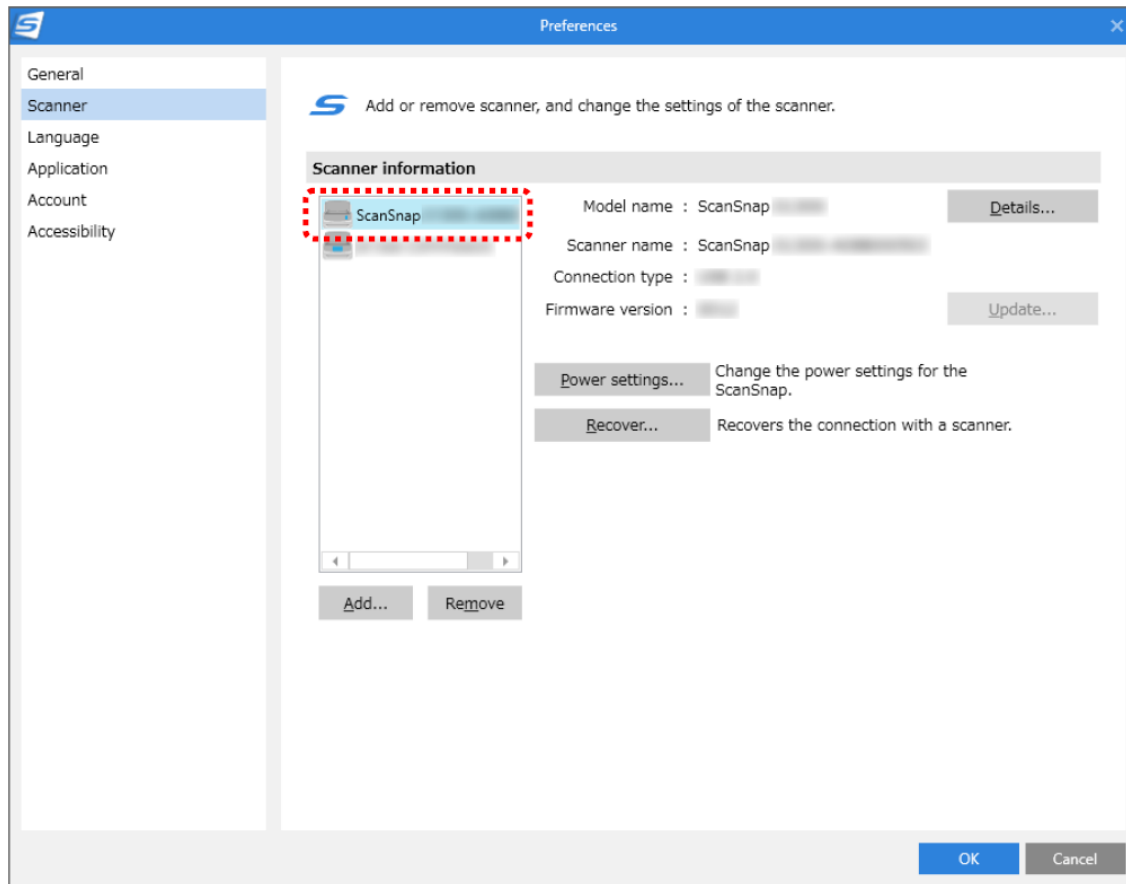 Preferences
General
Scanner
Language
Application
Account
Accessibility
Add or remove scanner, and change the settings of the scanner.
Scanner information
ScanSnap
Model name : ScanSnap
Details...
Scanner name : ScanSnap
Connection type :
Firmware version :
Update...
Power settings...
Change the power settings for the
ScanSnap.
Recover...
Recovers the connection with a scanner.
Add...
Remove
OK
Cancel